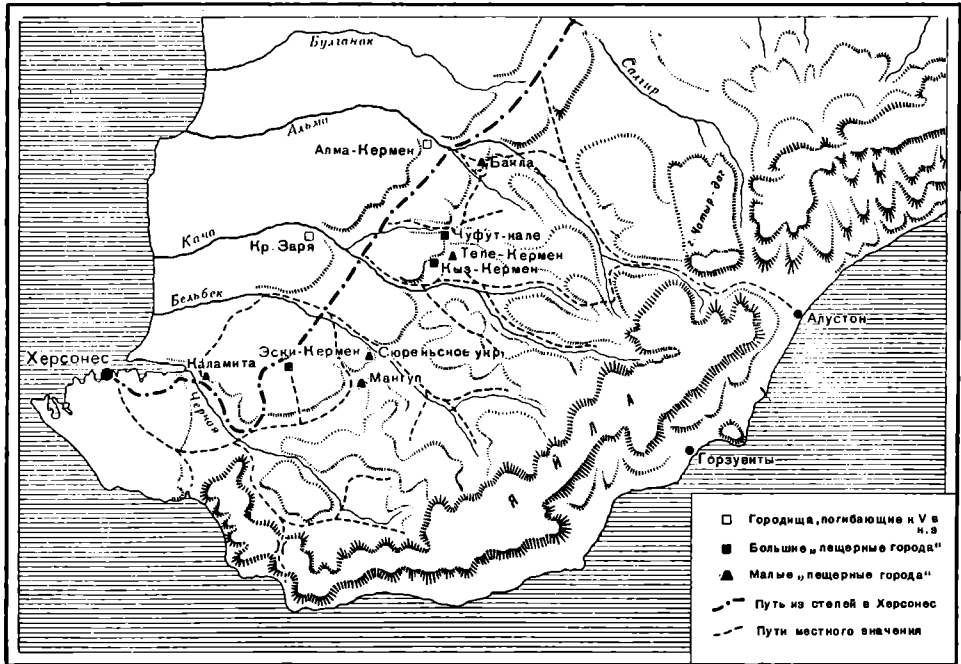 Булганак
Салгир
Альма
Алма-Кермен
Бакла
г. Чатыр-даг
Кача
Кр. Заря
Чуфут-кале
Тепе-Кермен
Кыз-Кермен
Бельбек
Алустон
Херсонес
Каламита
Эски-Кермен
Сюреньское укр.
Мангуп
Черная
ЯЙЛА
Горзувиты
Городища, погибающие к V в
н.э
Большие „пещерные города"
Малые „пещерные города"
Путь из степей в Херсонес
Пути местного значения